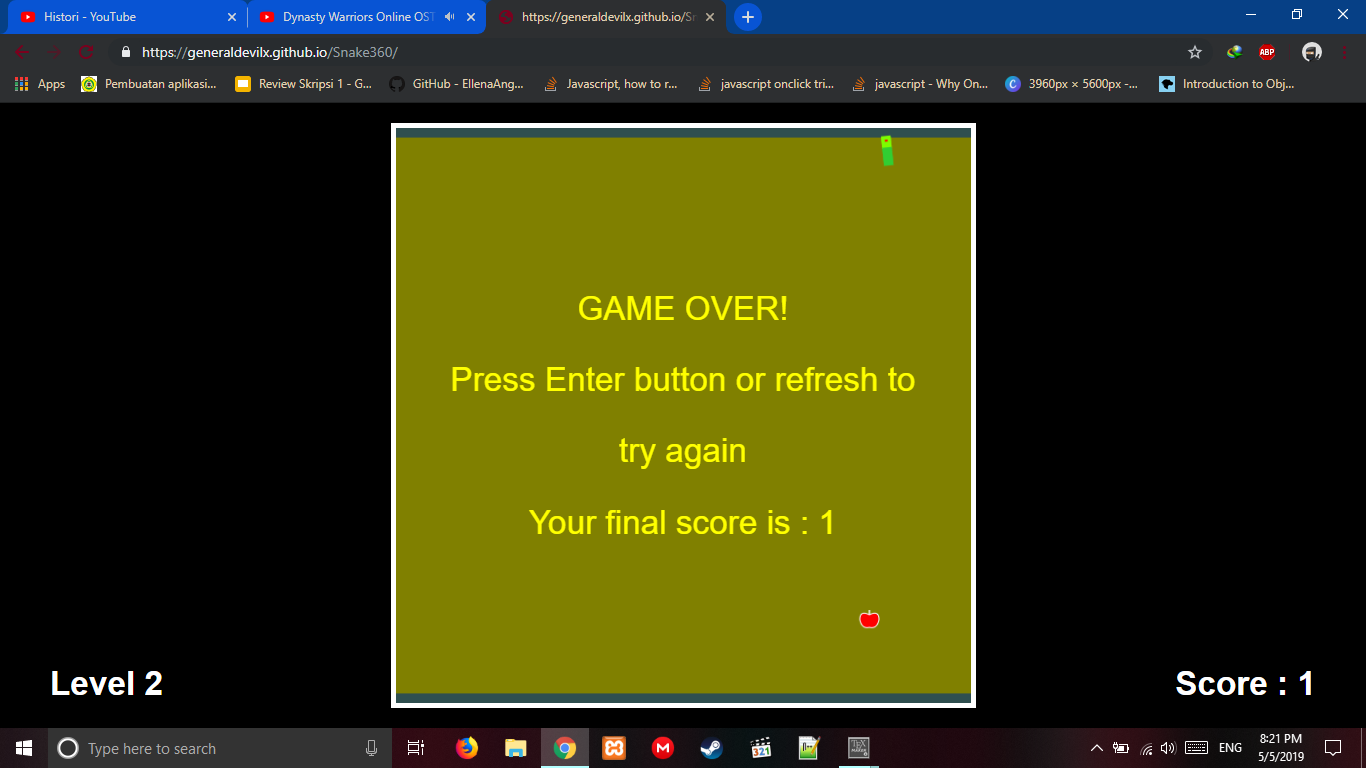 Histori - YouTube
Dynasty Warriors Online OST
https://generaldevilx.github.io/Sn
https://generaldevilx.github.io/Snake360/
ABP
Apps
Pembuatan aplikasi...
Review Skripsi 1 - G...
GitHub - EllenaAng...
Javascript, how to r...
javascript onclick tri...
javascript - Why On...
3960px × 5600px -...
Introduction to Obj...
GAME OVER!
Press Enter button or refresh to
try again
Your final score is : 1
Level 2
Score : 1
Type here to search
321
ENG
8:21 PM
5/5/2019